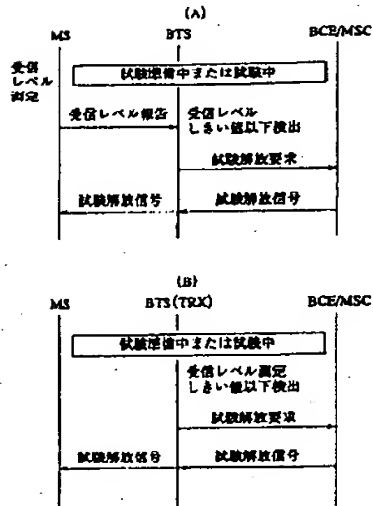 (A)
MS
BTS
BCE/MSC
受信
レベル
測定
試験準備中または試験中
受信レベル報告
受信レベル
しきい値以下検出
試験解放要求
試験解放信号
試験解放信号
(B)
MS
BTS(TRX)
BCE/MSC
試験準備中または試験中
受信レベル測定
しきい値以下検出
試験解放要求
試験解放信号
試験解放信号